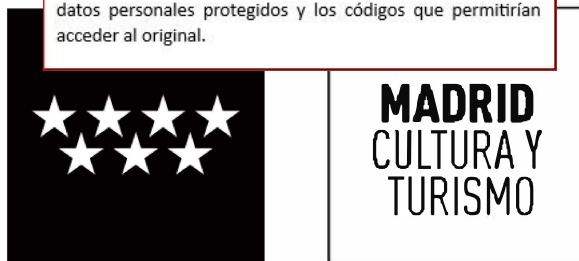 datos personales protegidos y los códigos que permitirían
acceder al original.
MADRID
CULTURA Y
TURISMO